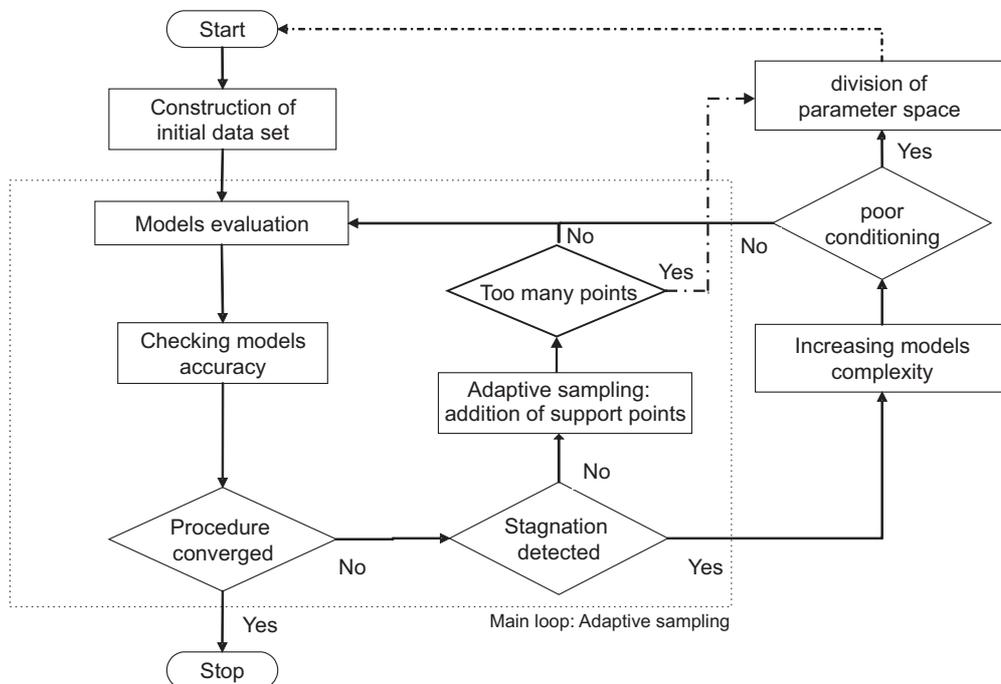 Start
Construction of
initial data set
Models evaluation
Checking models
accuracy
Procedure
converged
No
Yes
Stop
Stagnation
detected
No
Yes
Adaptive sampling:
addition of support points
Too many points
No
Yes
Increasing models
complexity
poor
conditioning
No
Yes
division of
parameter space
Main loop: Adaptive sampling